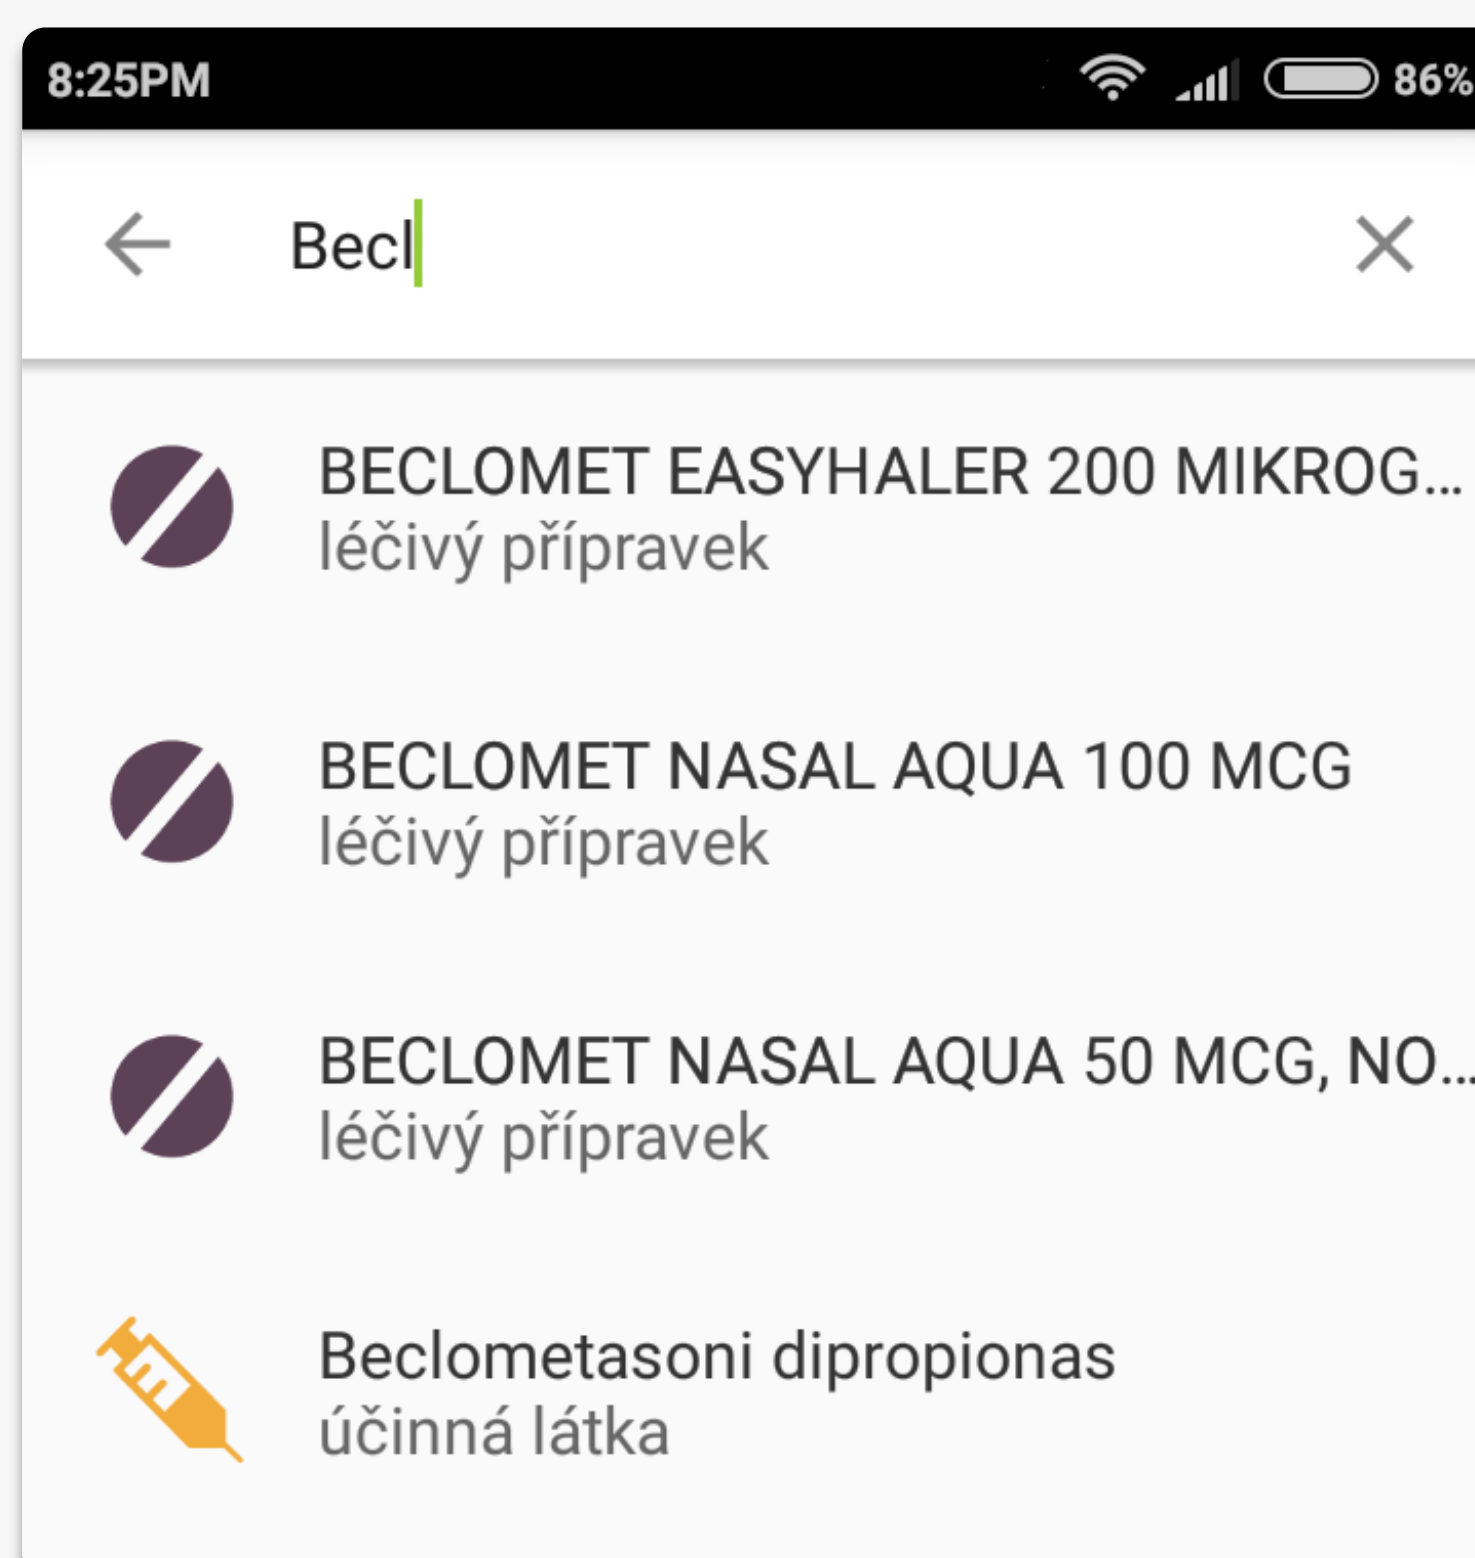 8:25PM 86%
Becl
BECLOMET EASYHALER 200 MIKROG...
léčivý přípravek
BECLOMET NASAL AQUA 100 MCG
léčivý přípravek
BECLOMET NASAL AQUA 50 MCG, NO...
léčivý přípravek
Beclometasoni dipropionas
účinná látka